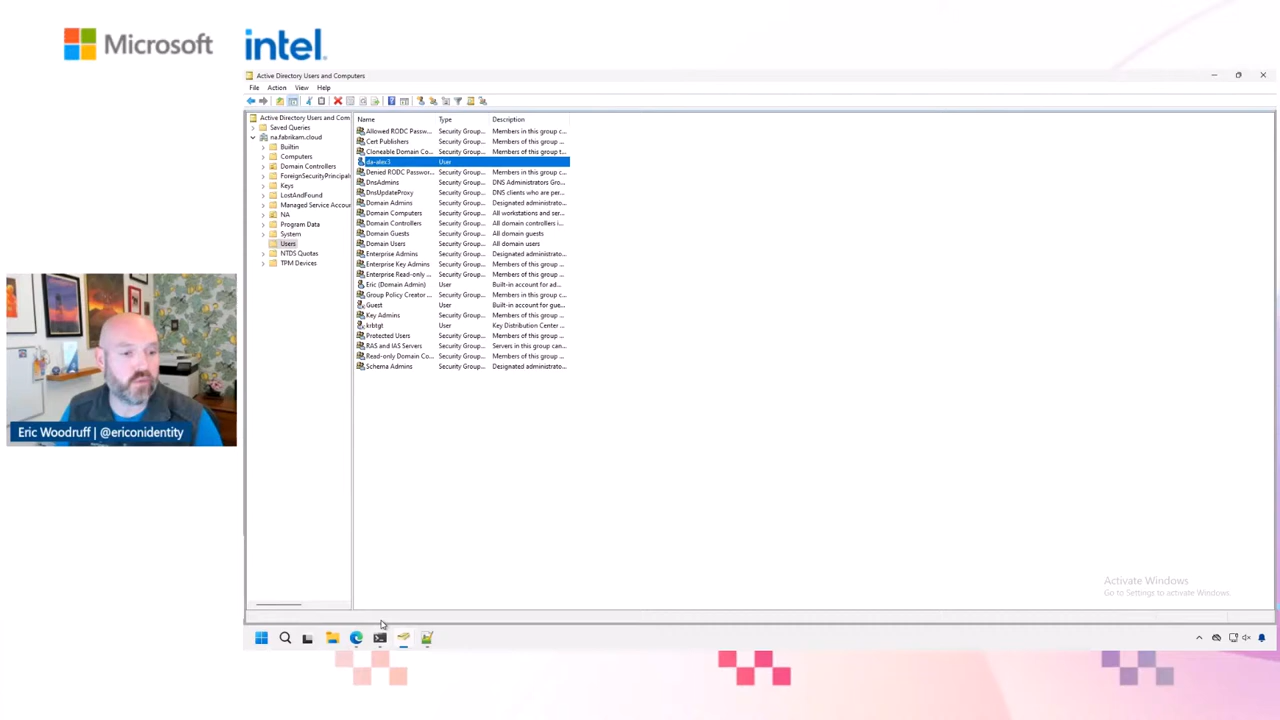 Microsoft
intel.
Active Directory Users and Computers
File Action View Help
Active Directory Users and Com
Saved Queries
na.fabrikam.cloud
Builtin
Computers
Domain Controllers
ForeignSecurityPrincipals
Keys
LostAndFound
Managed Service Accour
NA
Program Data
System
Users
NTDS Quotas
TPM Devices
Name Type Description
Allowed RODC Passw... Security Group... Members in this group c...
Cert Publishers Security Group... Members of this group ...
Cloneable Domain Co... Security Group... Members of this group t...
da-alex3 User
Denied RODC Passwor... Security Group... Members in this group c...
DnsAdmins Security Group... DNS Administrators Gro...
DnsUpdateProxy Security Group... DNS clients who are per...
Domain Admins Security Group... Designated administrato...
Domain Computers Security Group... All workstations and ser...
Domain Controllers Security Group... All domain controllers i...
Domain Guests Security Group... All domain guests
Domain Users Security Group... All domain users
Enterprise Admins Security Group... Designated administrato...
Enterprise Key Admins Security Group... Members of this group ...
Enterprise Read-only ... Security Group... Members of this group ...
Eric (Domain Admin) User Built-in account for ad...
Group Policy Creator ... Security Group... Members in this group c...
Guest User Built-in account for gue...
Key Admins Security Group... Members of this group ...
krbtgt User Key Distribution Center ...
Protected Users Security Group... Members of this group ...
RAS and IAS Servers Security Group... Servers in this group can...
Read-only Domain Co... Security Group... Members of this group ...
Schema Admins Security Group... Designated administrato...
Eric Woodruff | @ericonidentity
Activate Windows
Go to Settings to activate Windows.